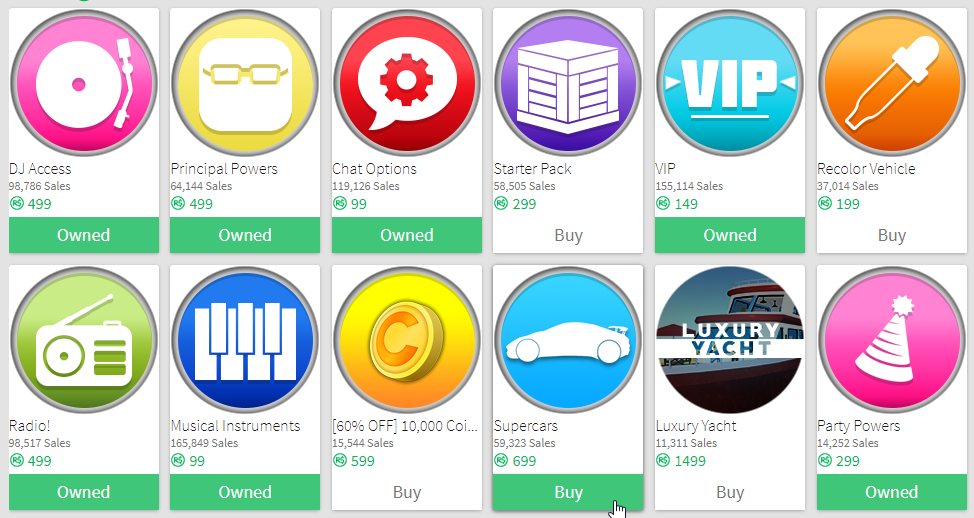 VIP
DJ Access
Principal Powers
Chat Options
Starter Pack
VIP
Recolor Vehicle
98,786 Sales
64,144 Sales
119,126 Sales
58,505 Sales
155,114 Sales
37,014 Sales
R$ 499
R$ 499
R$ 99
R$ 299
R$ 149
R$ 199
Owned
Owned
Owned
Buy
Owned
Buy
C
LUXURY
YACHT
Radio!
Musical Instruments
[60% OFF] 10,000 Coi...
Supercars
Luxury Yacht
Party Powers
98,517 Sales
165,849 Sales
15,544 Sales
59,323 Sales
11,311 Sales
14,252 Sales
R$ 499
R$ 99
R$ 599
R$ 699
R$ 1499
R$ 299
Owned
Owned
Buy
Buy
Buy
Owned